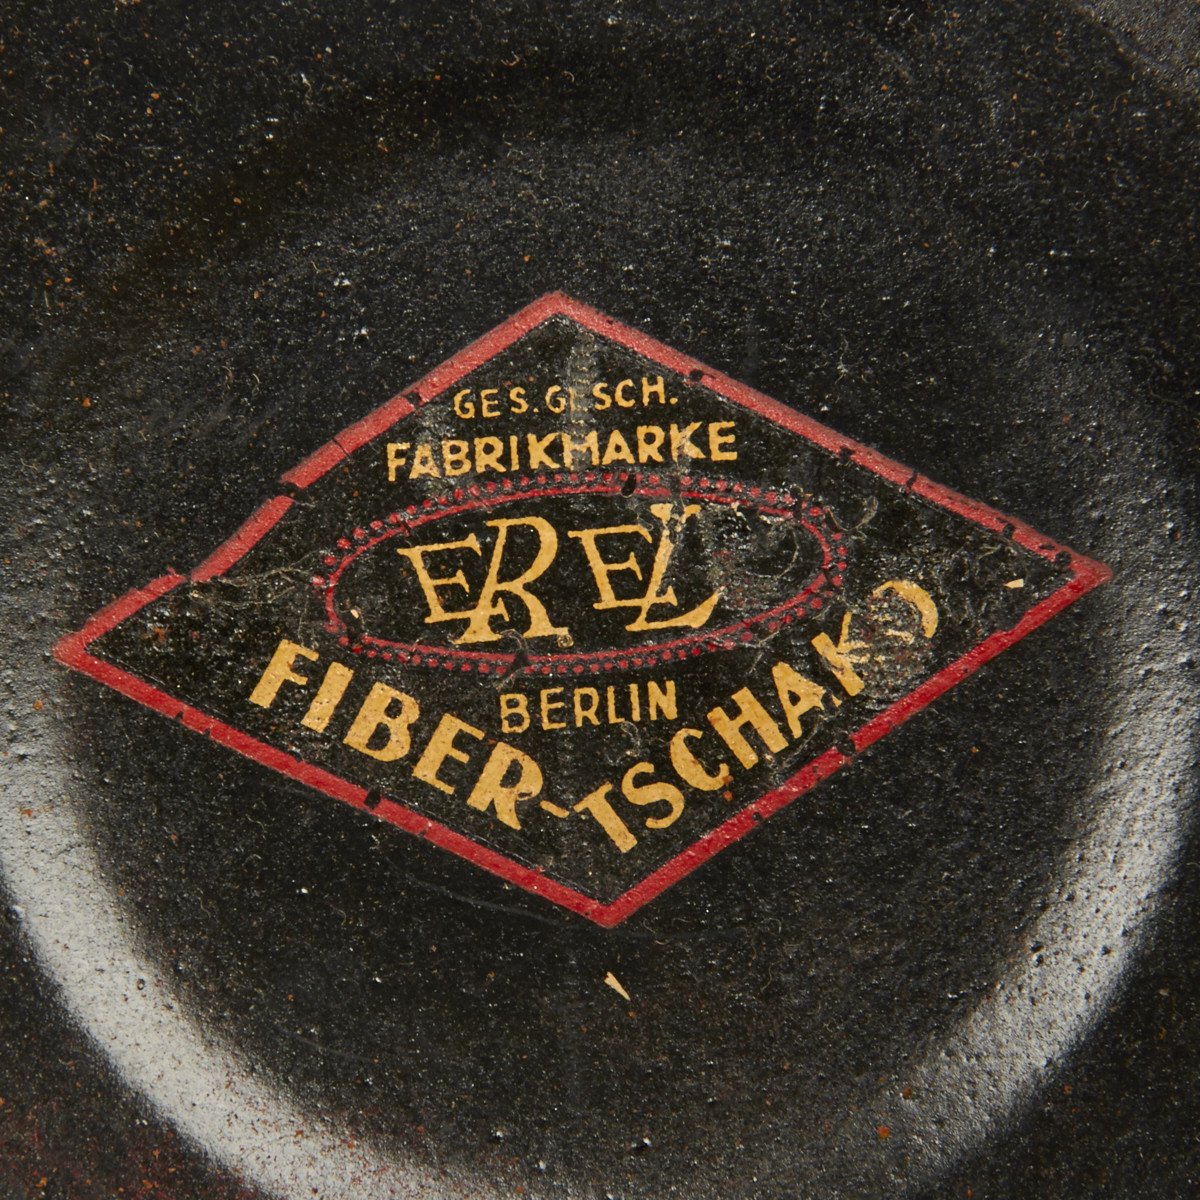 GES. GESCH.
FABRIKMARKE
EREL
BERLIN
FIBER-TSCHAKO